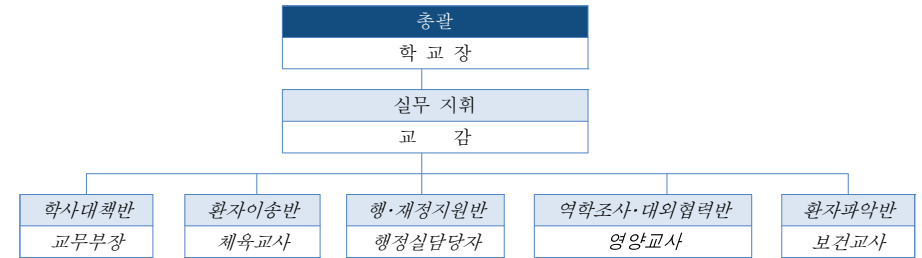 총괄
학 교 장
실무 지휘
교 감
학사대책반 환자이송반 행·재정지원반 역학조사·대외협력반 환자파악반
교무부장 체육교사 행정실담당자 영양교사 보건교사